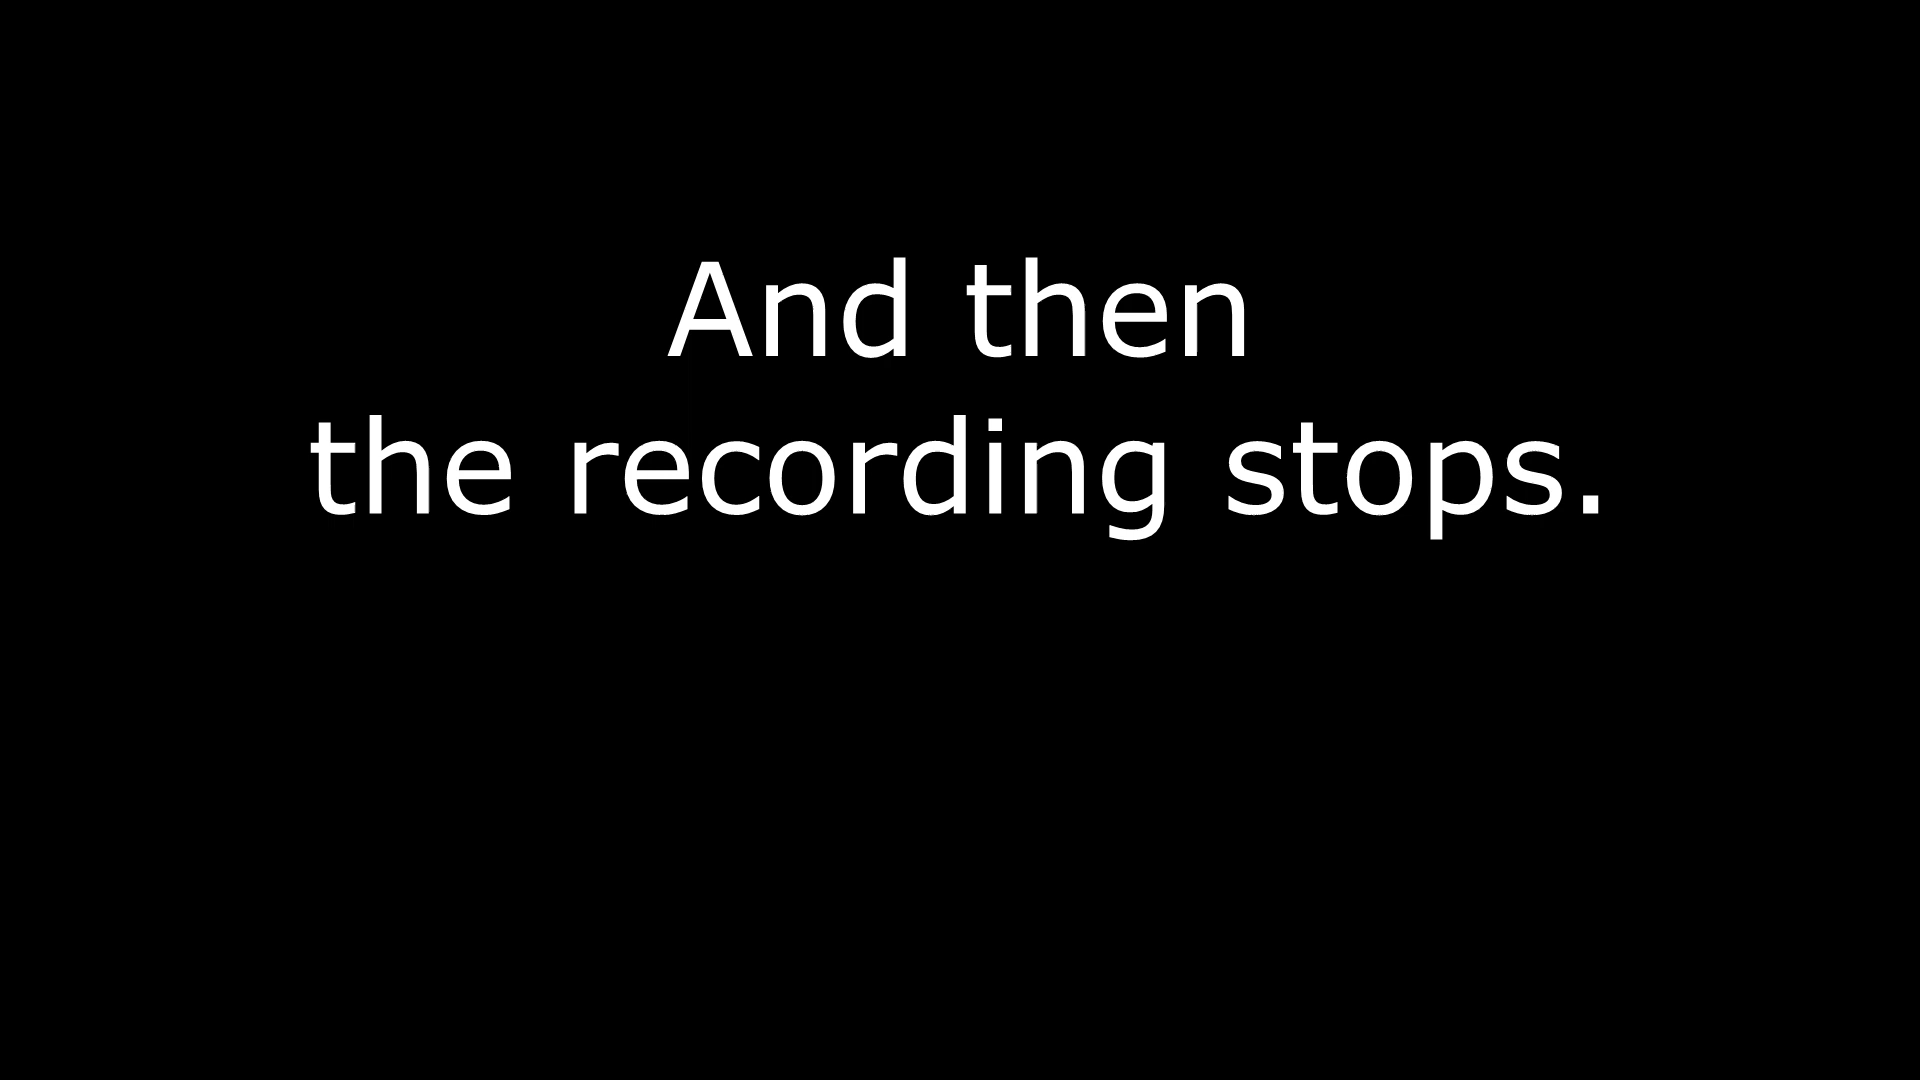 And then
the recording stops.